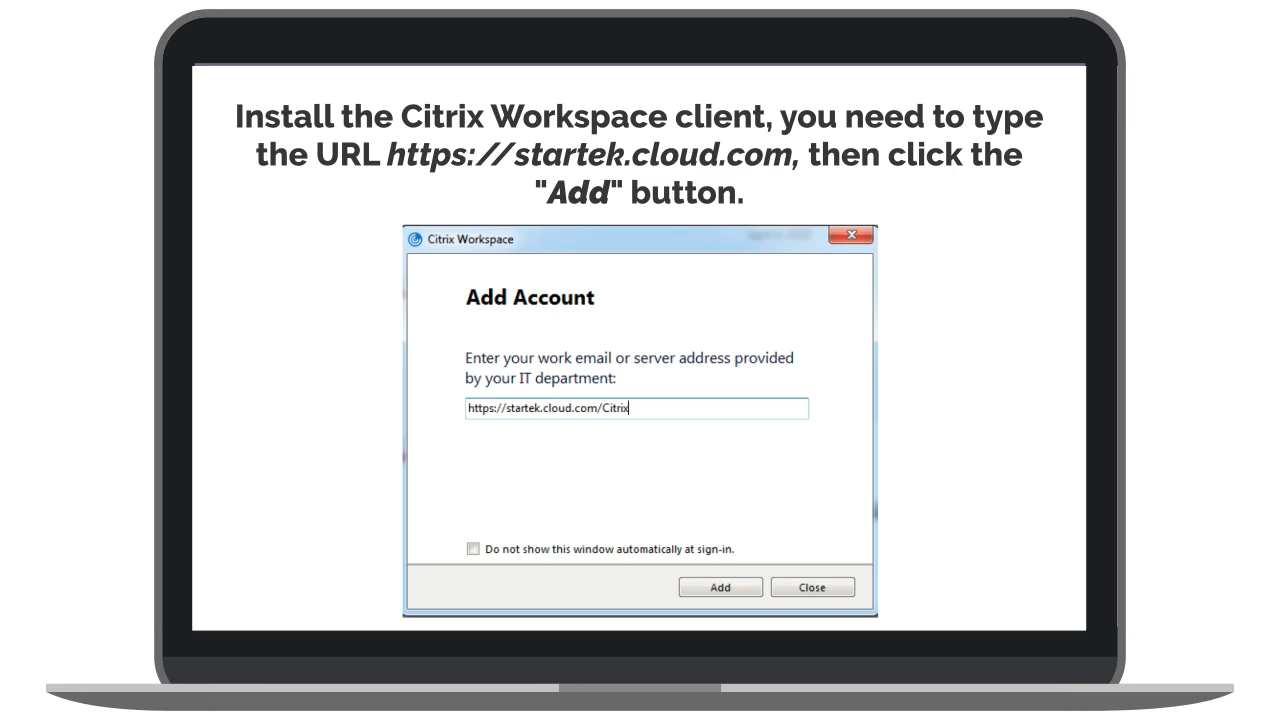 Install the Citrix Workspace client, you need to type
the URL https://startek.cloud.com, then click the
"Add" button.
Citrix Workspace
Add Account
Enter your work email or server address provided
by your IT department:
https://startek.cloud.com/Citrix
Do not show this window automatically at sign-in.
Add
Close